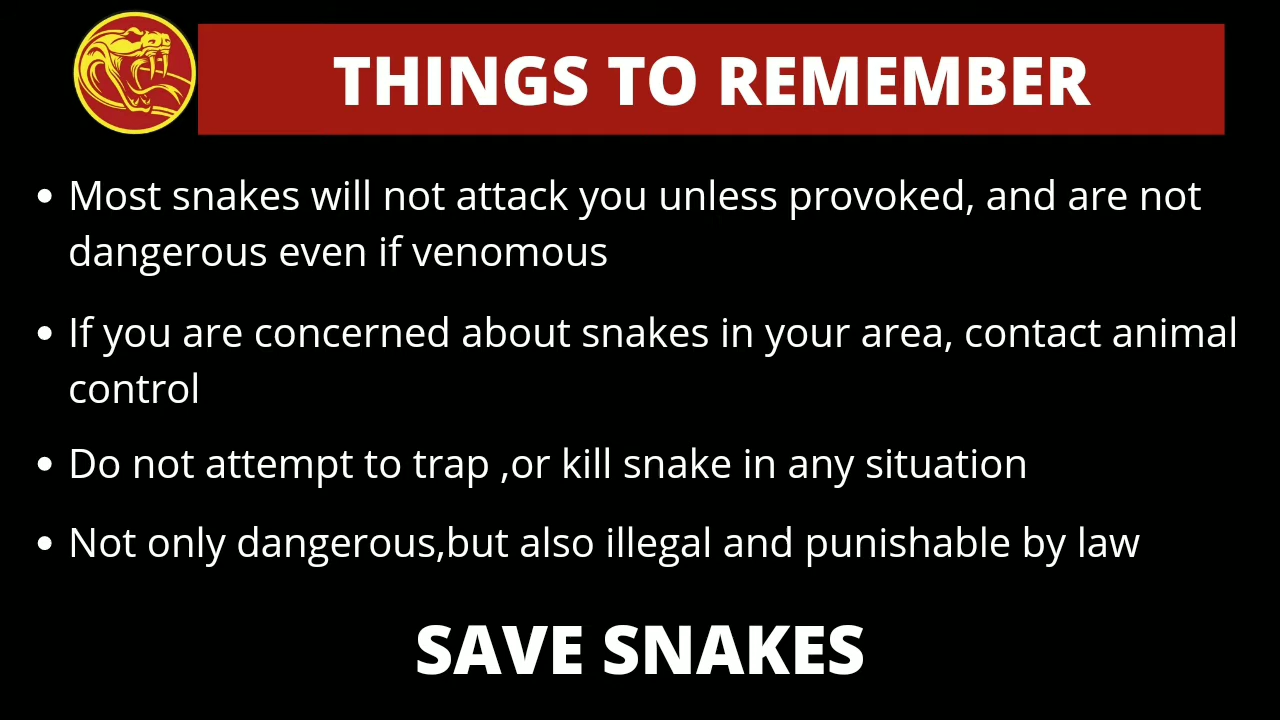 THINGS TO REMEMBER
• Most snakes will not attack you unless provoked, and are not
dangerous even if venomous
• If you are concerned about snakes in your area, contact animal
control
• Do not attempt to trap ,or kill snake in any situation
• Not only dangerous,but also illegal and punishable by law
SAVE SNAKES